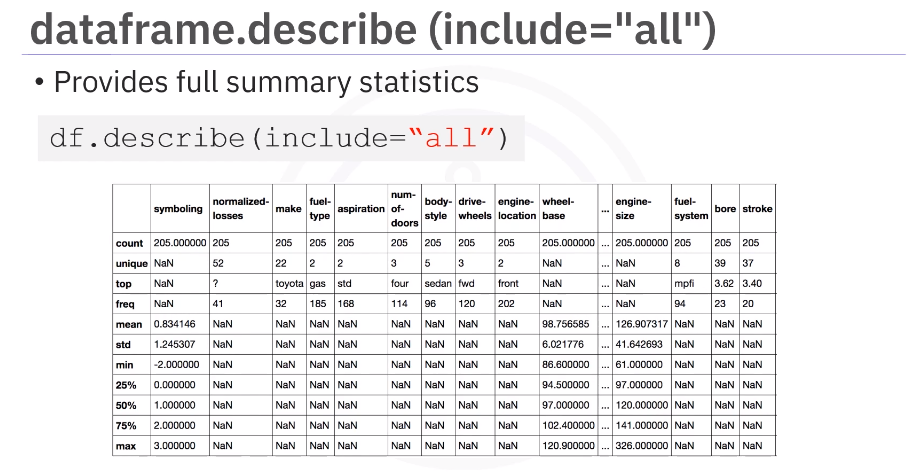 dataframe.describe (include="all")
• Provides full summary statistics
df.describe(include=“all”)
symboling normalized-losses make fuel-type aspiration num-of-doors body-style drive-wheels engine-location wheel-base ... engine-size fuel-system bore stroke
count 205.000000 205 205 205 205 205 205 205 205 205.000000 ... 205.000000 205 205 205
unique NaN 52 22 2 2 3 5 3 2 NaN ... NaN 8 39 37
top NaN ? toyota gas std four sedan fwd front NaN ... NaN mpfi 3.62 3.40
freq NaN 41 32 185 168 114 96 120 202 NaN ... NaN 94 23 20
mean 0.834146 NaN NaN NaN NaN NaN NaN NaN NaN 98.756585 ... 126.907317 NaN NaN NaN
std 1.245307 NaN NaN NaN NaN NaN NaN NaN NaN 6.021776 ... 41.642693 NaN NaN NaN
min -2.000000 NaN NaN NaN NaN NaN NaN NaN NaN 86.600000 ... 61.000000 NaN NaN NaN
25% 0.000000 NaN NaN NaN NaN NaN NaN NaN NaN 94.500000 ... 97.000000 NaN NaN NaN
50% 1.000000 NaN NaN NaN NaN NaN NaN NaN NaN 97.000000 ... 120.000000 NaN NaN NaN
75% 2.000000 NaN NaN NaN NaN NaN NaN NaN NaN 102.400000 ... 141.000000 NaN NaN NaN
max 3.000000 NaN NaN NaN NaN NaN NaN NaN NaN 120.900000 ... 326.000000 NaN NaN NaN